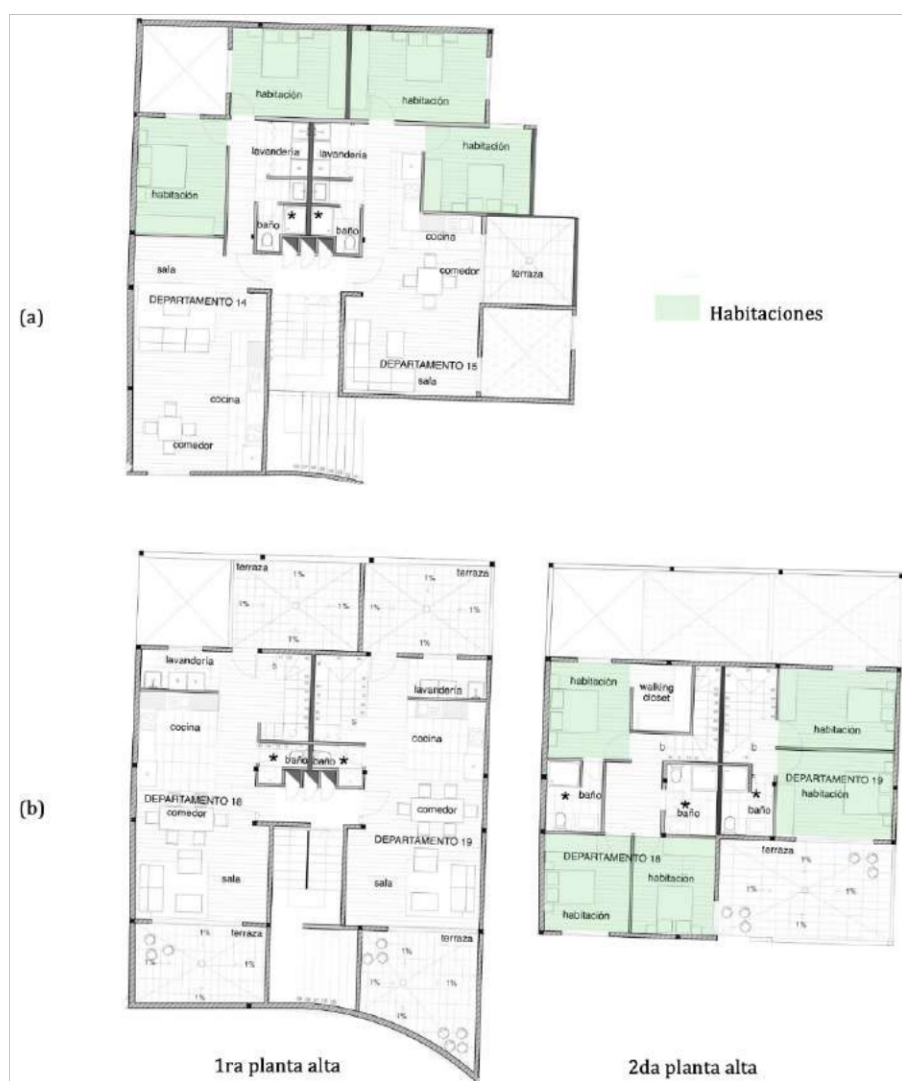 habitación
habitación
lavandería
lavandería
habitación
habitación
baño
*
*
baño
cocina
sala
comedor
terraza
DEPARTAMENTO 14
(a)
Habitaciones
DEPARTAMENTO 15
sala
cocina
comedor
terraza
1%
1%
terraza
1%
1%
1%
1%
1%
1%
lavandería
s
lavandería
s
cocina
cocina
*
baño
baño
*
DEPARTAMENTO 18
comedor
comedor
(b)
DEPARTAMENTO 19
sala
sala
1%
terraza
1%
1%
1%
terraza
1%
1%
1%
1%
1ra planta alta
habitación
walking
closet
habitación
b
b
DEPARTAMENTO 19
habitación
*
baño
*
baño
*
baño
terraza
1%
1%
1%
1%
DEPARTAMENTO 18
habitación
habitación
2da planta alta